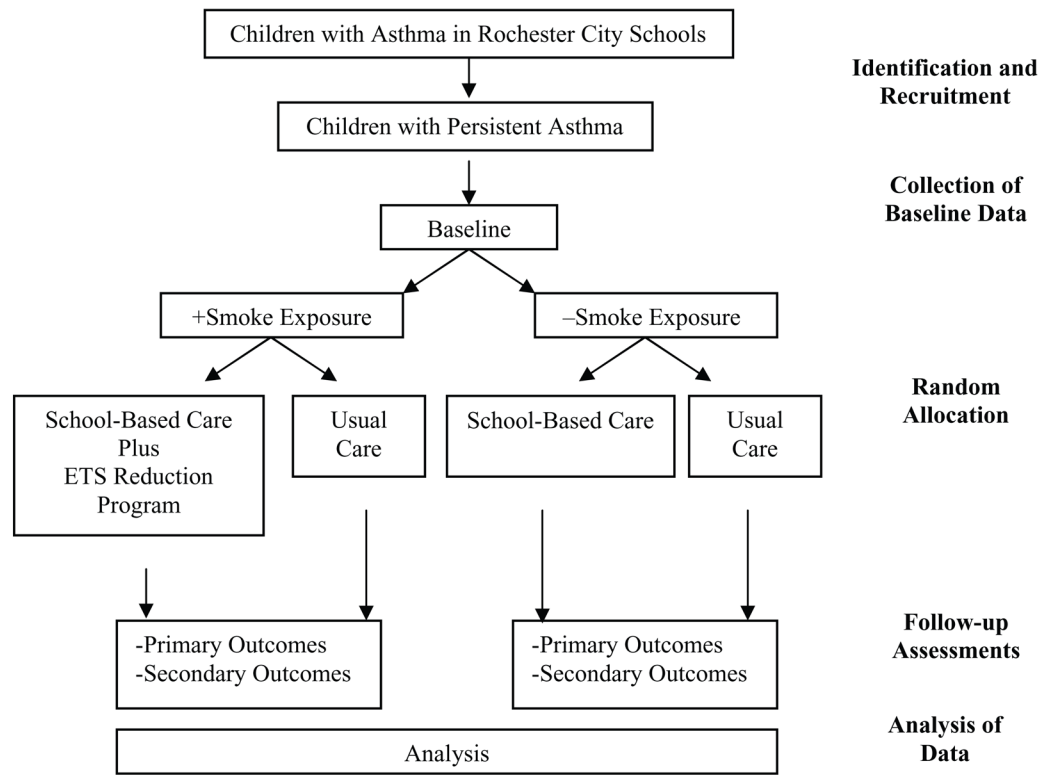 Children with Asthma in Rochester City Schools
Identification and
Recruitment
Children with Persistent Asthma
Collection of
Baseline Data
Baseline
+Smoke Exposure
–Smoke Exposure
Random
Allocation
School-Based Care
Plus
ETS Reduction
Program
Usual
Care
School-Based Care
Usual
Care
Follow-up
Assessments
-Primary Outcomes
-Secondary Outcomes
-Primary Outcomes
-Secondary Outcomes
Analysis of
Data
Analysis